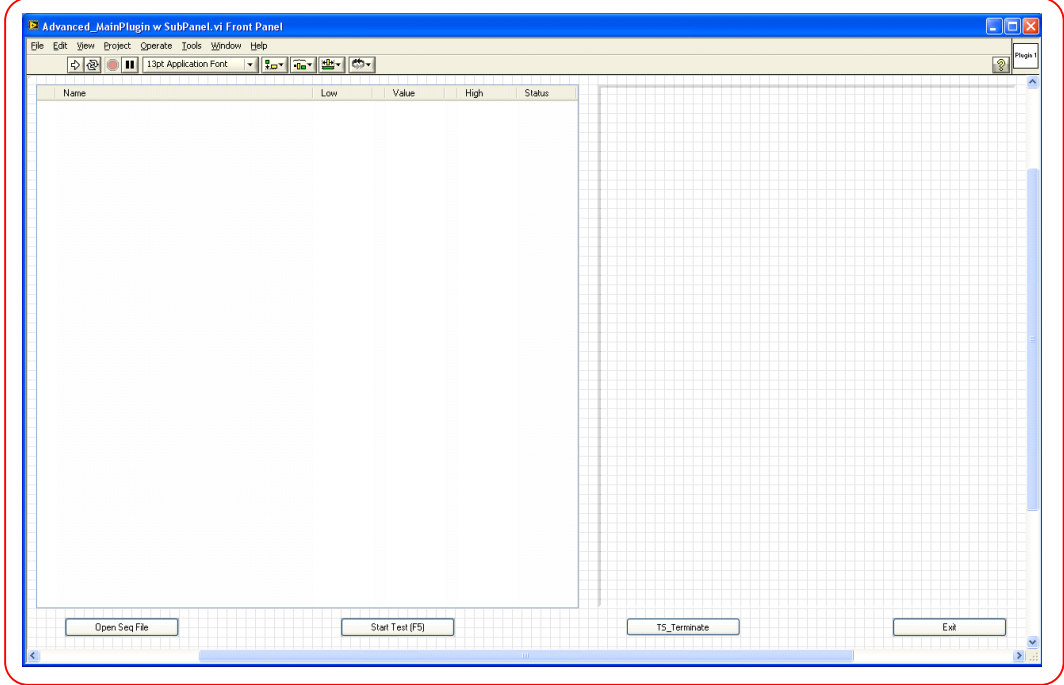 Advanced_MainPlugin w SubPanel.vi Front Panel
File Edit View Project Operate Tools Window Help
13pt Application Font
?
Plugin 1
Name Low Value High Status
Open Seq File Start Test (F5) TS_Terminate Exit